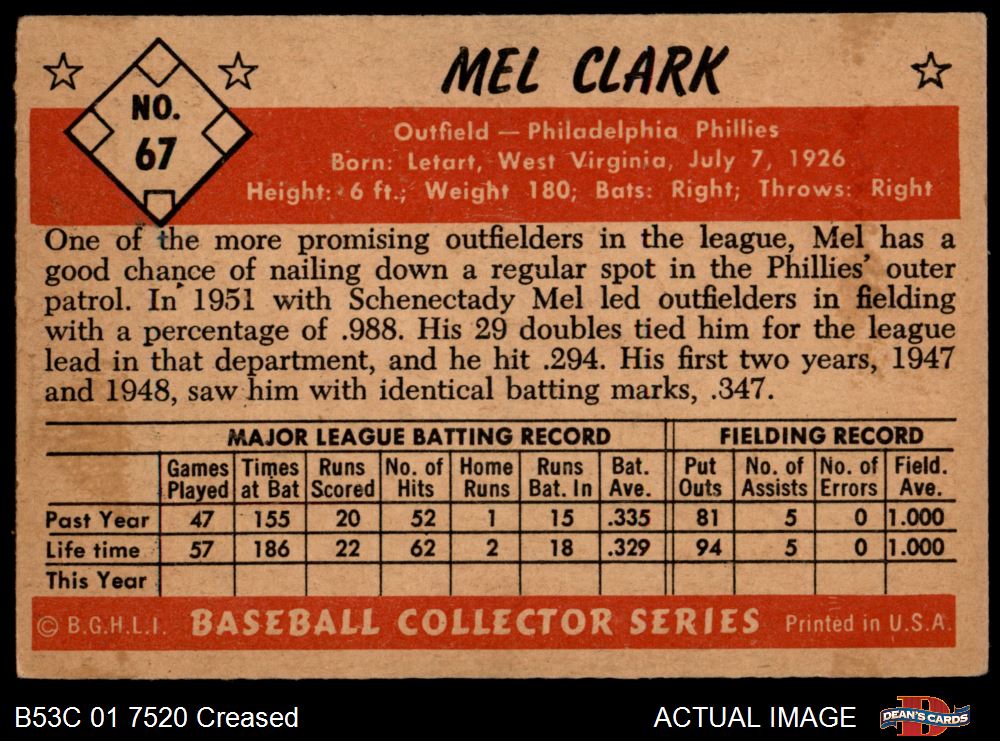 MEL CLARK
NO.
67
Outfield — Philadelphia Phillies
Born: Letart, West Virginia, July 7, 1926
Height: 6 ft.; Weight 180; Bats: Right; Throws: Right
One of the more promising outfielders in the league, Mel has a
good chance of nailing down a regular spot in the Phillies' outer
patrol. In 1951 with Schenectady Mel led outfielders in fielding
with a percentage of .988. His 29 doubles tied him for the league
lead in that department, and he hit .294. His first two years, 1947
and 1948, saw him with identical batting marks, .347.
MAJOR LEAGUE BATTING RECORD FIELDING RECORD
Games Times Runs No. of Home Runs Bat. Put No. of No. of Field.
Played at Bat Scored Hits Runs Bat. In Ave. Outs Assists Errors Ave.
Past Year 47 155 20 52 1 15 .335 81 5 0 1.000
Life time 57 186 22 62 2 18 .329 94 5 0 1.000
This Year
© B.G.H.L.I. BASEBALL COLLECTOR SERIES Printed in U.S.A.
B53C 01 7520 Creased ACTUAL IMAGE DEAN'S CARDS